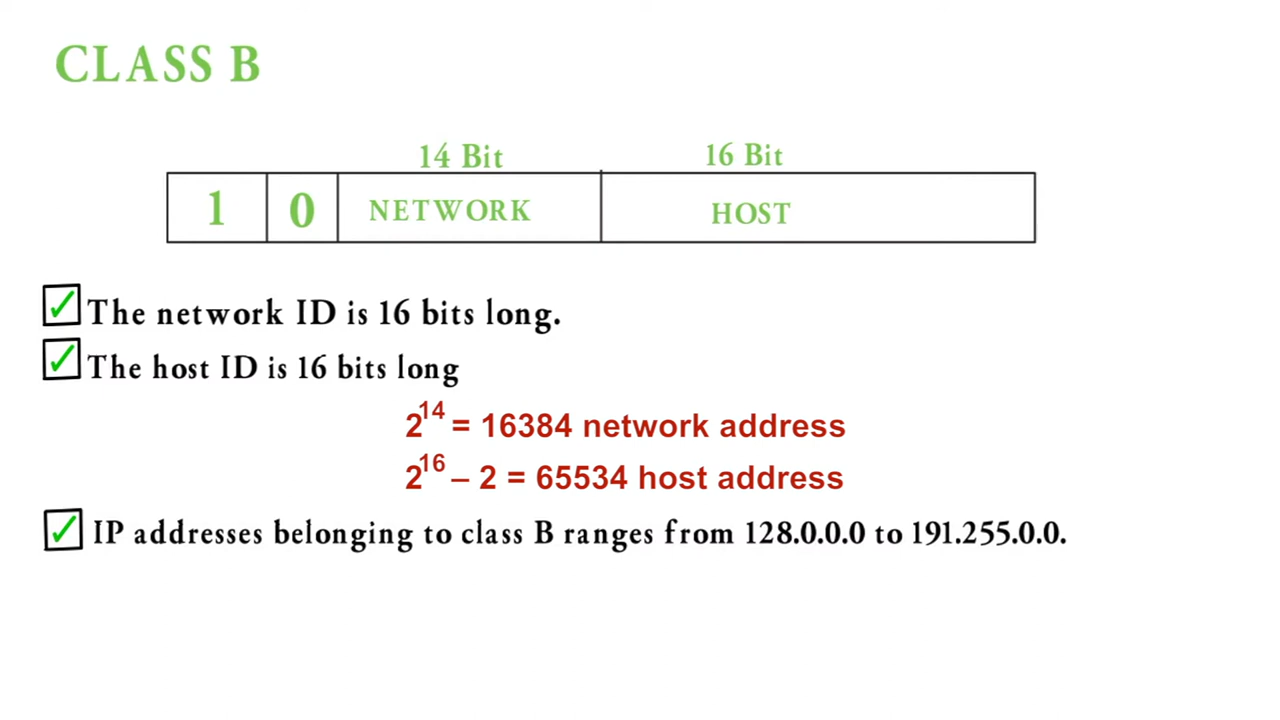 CLASS B
14 Bit 16 Bit
1 0 NETWORK HOST
The network ID is 16 bits long.
The host ID is 16 bits long
2^14 = 16384 network address
2^16 – 2 = 65534 host address
IP addresses belonging to class B ranges from 128.0.0.0 to 191.255.0.0.